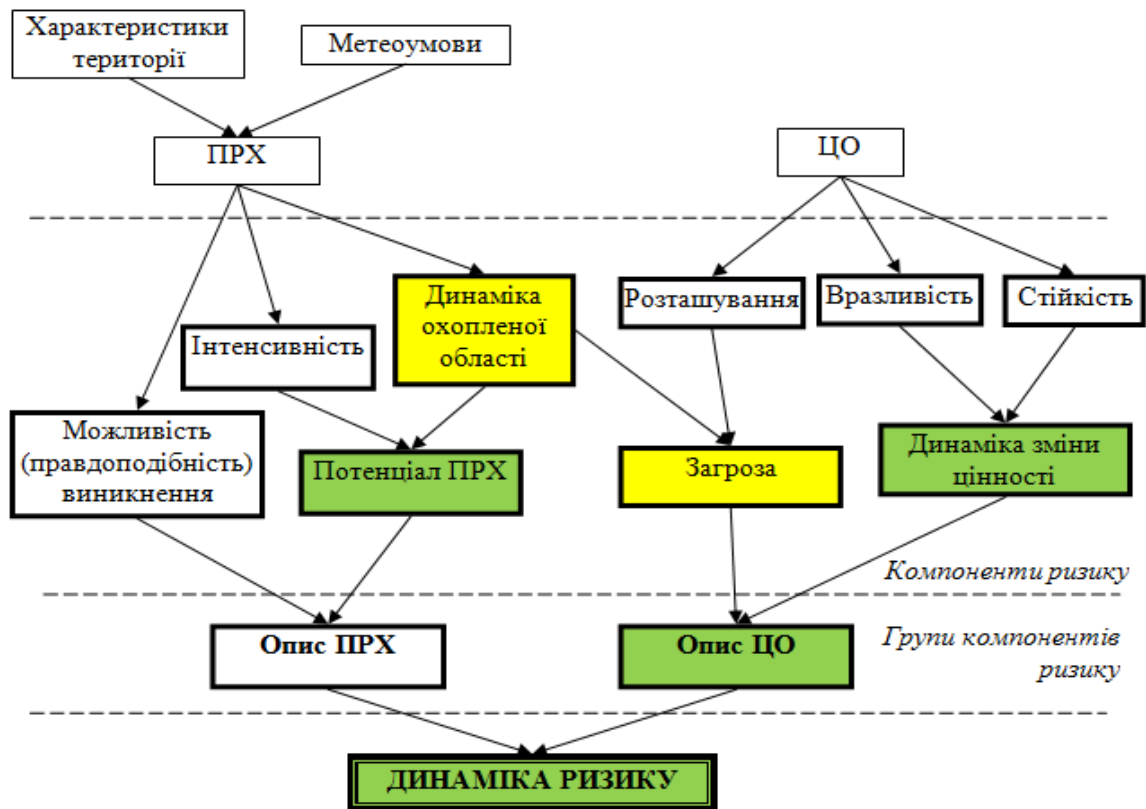 Характеристики
території
Метеоумови
ПРХ
ЦО
Динаміка
охопленої
області
Розташування
Вразливість
Стійкість
Інтенсивність
Можливість
(правдоподібність)
виникнення
Потенціал ПРХ
Загроза
Динаміка зміни
цінності
Компоненти ризику
Опис ПРХ
Опис ЦО
Групи компонентів
ризику
ДИНАМІКА РИЗИКУ